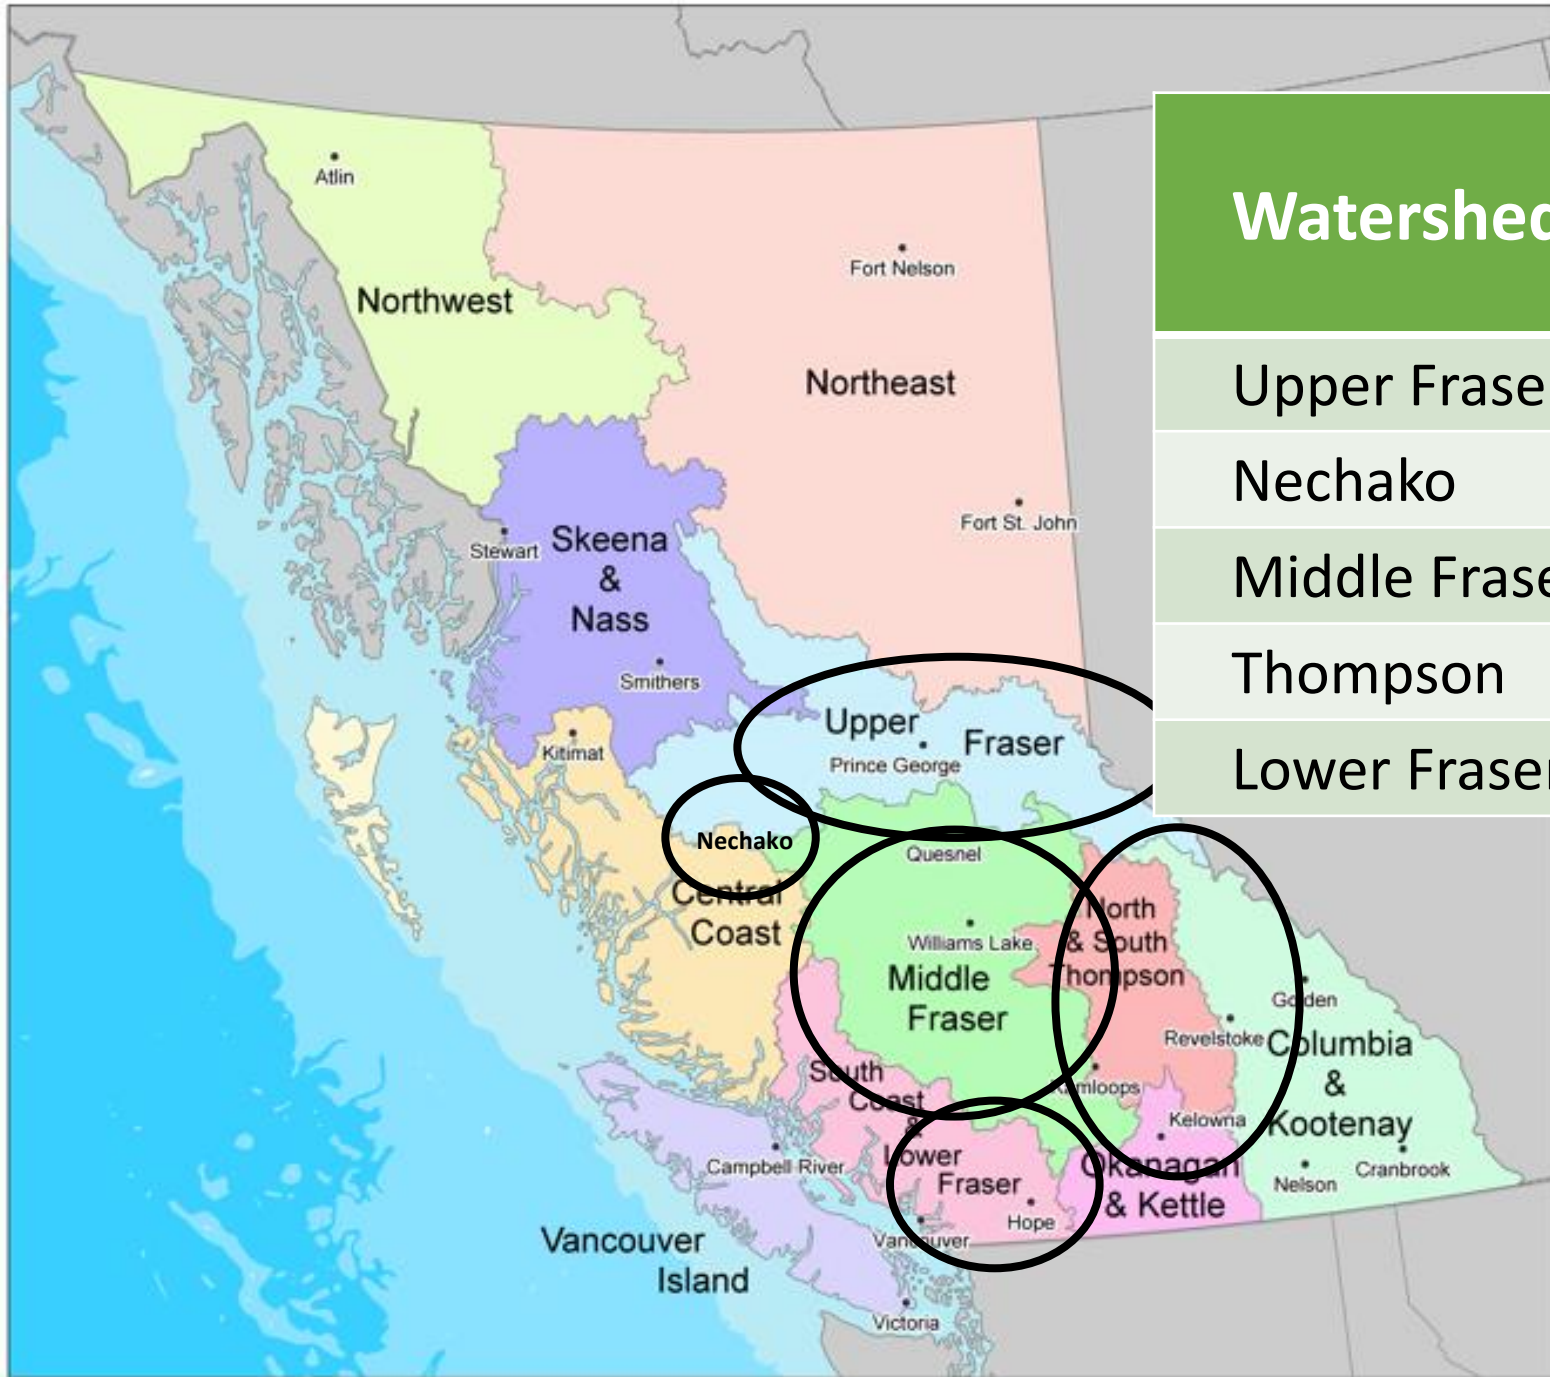 Atlin
Fort Nelson
Northwest
Northeast
Fort St. John
Skeena
&
Nass
Stewart
Smithers
Kitimat
Upper
Fraser
Prince George
Nechako
Quesnel
Central
Coast
Williams Lake
Middle
Fraser
North
& South
Thompson
Golden
Revelstoke
Columbia
&
Kootenay
South
Coast
&
Lower
Fraser
Kamloops
Kelowna
Okanagan
& Kettle
Nelson
Cranbrook
Campbell River
Hope
Vancouver
Vancouver
Island
Victoria
Watershed
Upper Frase
Nechako
Middle Frase
Thompson
Lower Fraser